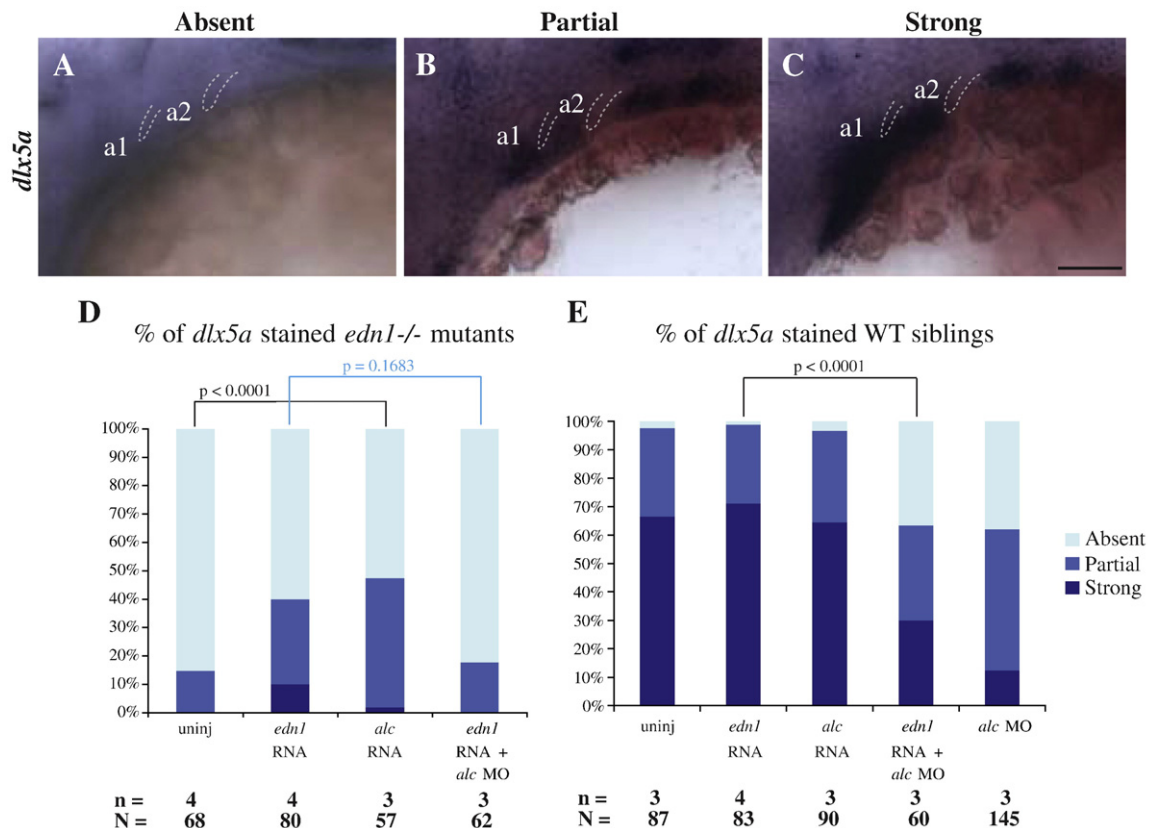 Absent Partial Strong
A B C
a1 a2 a1 a2 a1 a2
dlx5a
D
% of dlx5a stained edn1-/- mutants
p = 0.1683
p < 0.0001
100%
90%
80%
70%
60%
50%
40%
30%
20%
10%
0%
uninj edn1 RNA alc RNA edn1 RNA + alc MO
n = 4 4 3 3
N = 68 80 57 62
E
% of dlx5a stained WT siblings
p < 0.0001
100%
90%
80%
70%
60%
50%
40%
30%
20%
10%
0%
uninj edn1 RNA alc RNA edn1 RNA + alc MO alc MO
n = 3 4 3 3 3
N = 87 83 90 60 145
Absent
Partial
Strong